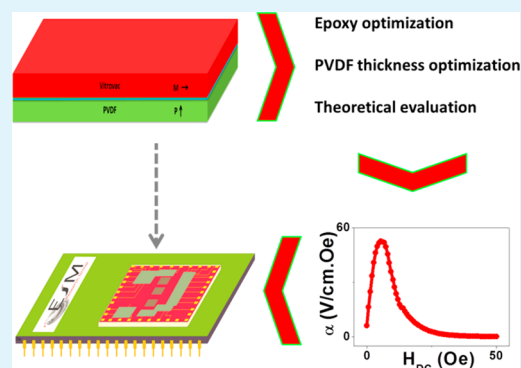 Epoxy optimization
Vitrovac M →
PVDF thickness optimization
PVDF P↑
Theoretical evaluation
60
α (V/cm.Oe)
0
0 50
H_DC (Oe)